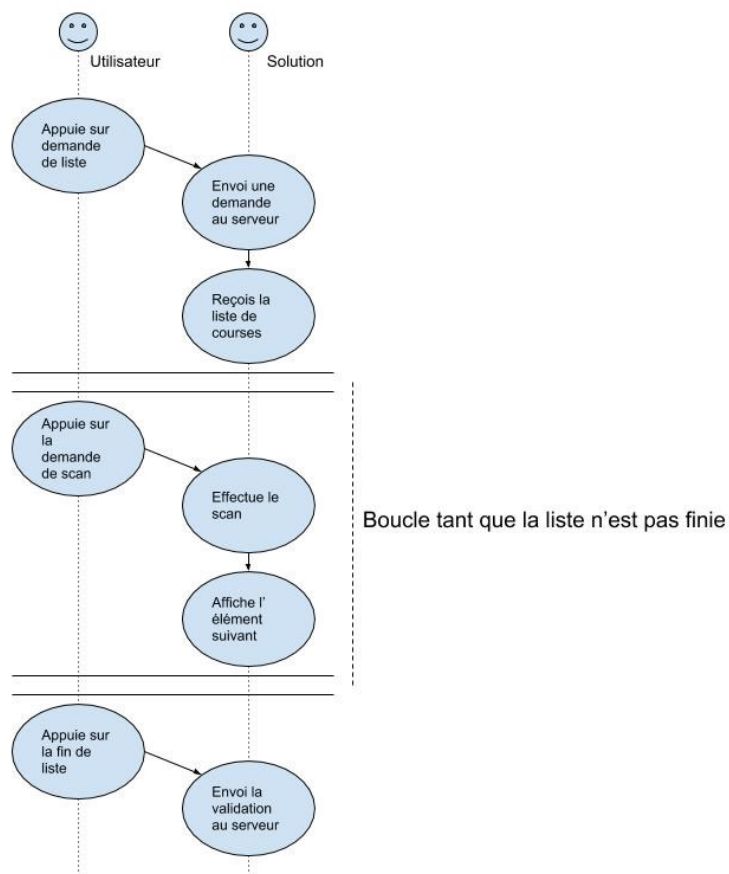 Utilisateur
Solution
Appuie sur
demande
de liste
Envoi une
demande
au serveur
Reçois la
liste de
courses
Appuie sur
la
demande
de scan
Effectue le
scan
Boucle tant que la liste n’est pas finie
Affiche l’
élément
suivant
Appuie sur
la fin de
liste
Envoi la
validation
au serveur